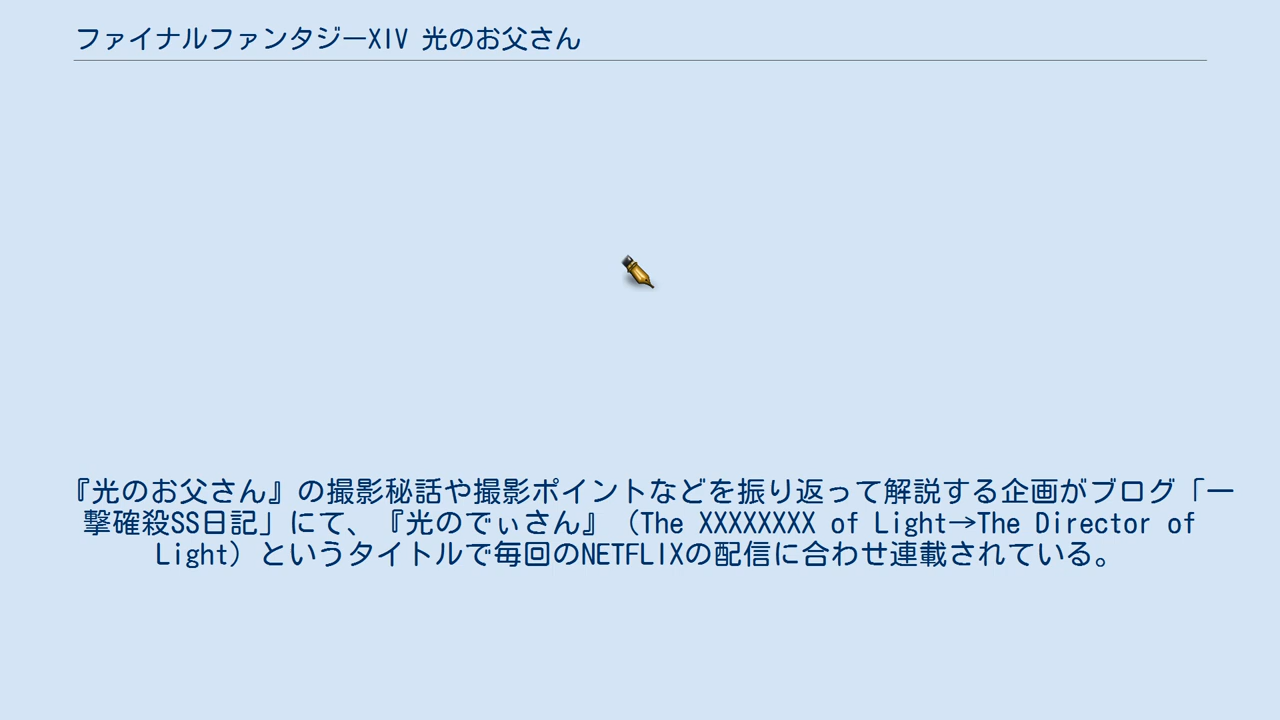 ファイナルファンタジーXIV 光のお父さん
『光のお父さん』の撮影秘話や撮影ポイントなどを振り返って解説する企画がブログ「一
撃確殺SS日記」にて、『光のでぃさん』（The XXXXXXXX of Light→The Director of
Light）というタイトルで毎回のNETFLIXの配信に合わせ連載されている。